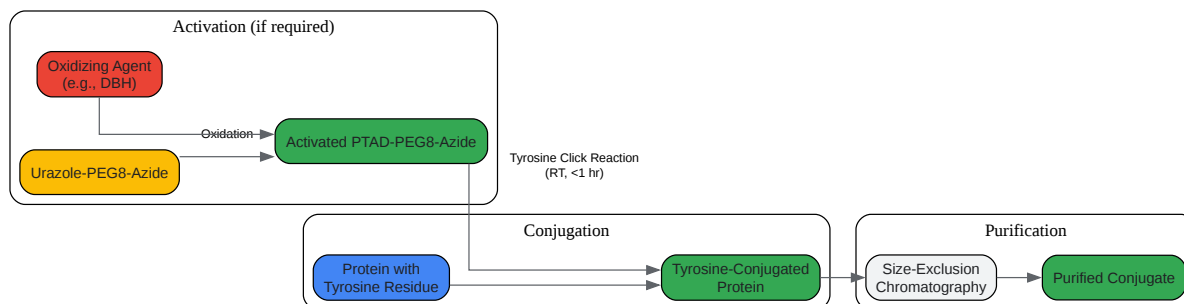 Activation (if required)
Oxidizing Agent
(e.g., DBH)
Oxidation
Activated PTAD-PEG8-Azide
Urazole-PEG8-Azide
Tyrosine Click Reaction
(RT, <1 hr)
Conjugation
Protein with
Tyrosine Residue
Tyrosine-Conjugated
Protein
Purification
Size-Exclusion
Chromatography
Purified Conjugate